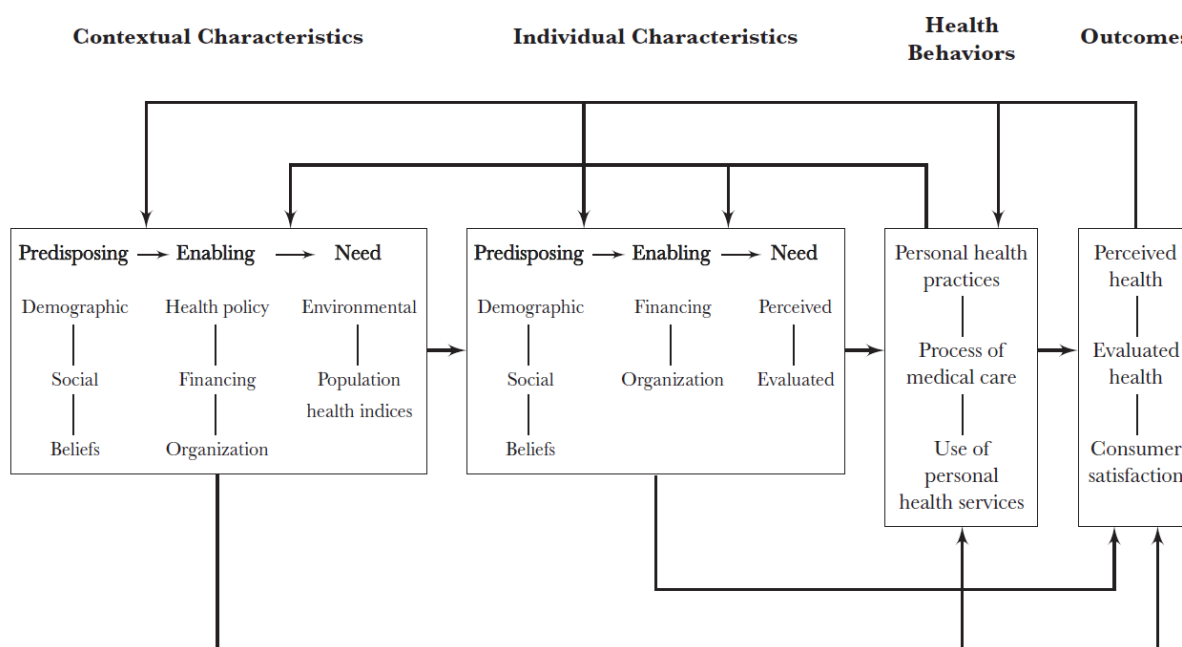 Contextual Characteristics
Individual Characteristics
Health
Behaviors
Outcomes
Predisposing
Enabling
Need
Demographic
Health policy
Environmental
Social
Financing
Population
health indices
Beliefs
Organization
Predisposing
Enabling
Need
Demographic
Financing
Perceived
Social
Organization
Evaluated
Beliefs
Personal health
practices
Process of
medical care
Use of
personal
health services
Perceived
health
Evaluated
health
Consumer
satisfaction